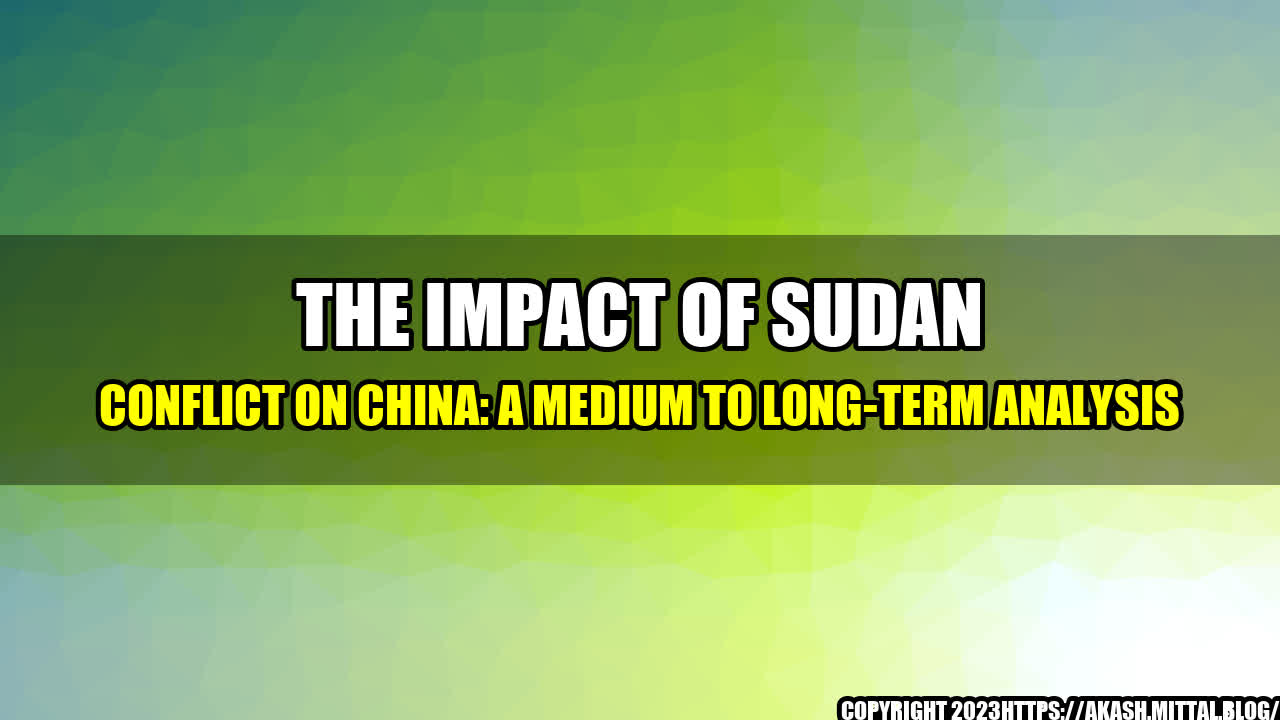 THE IMPACT OF SUDAN
CONFLICT ON CHINA: A MEDIUM TO LONG-TERM ANALYSIS
COPYRIGHT 2023HTTPS://AKASH.MITTAL.BLOG/